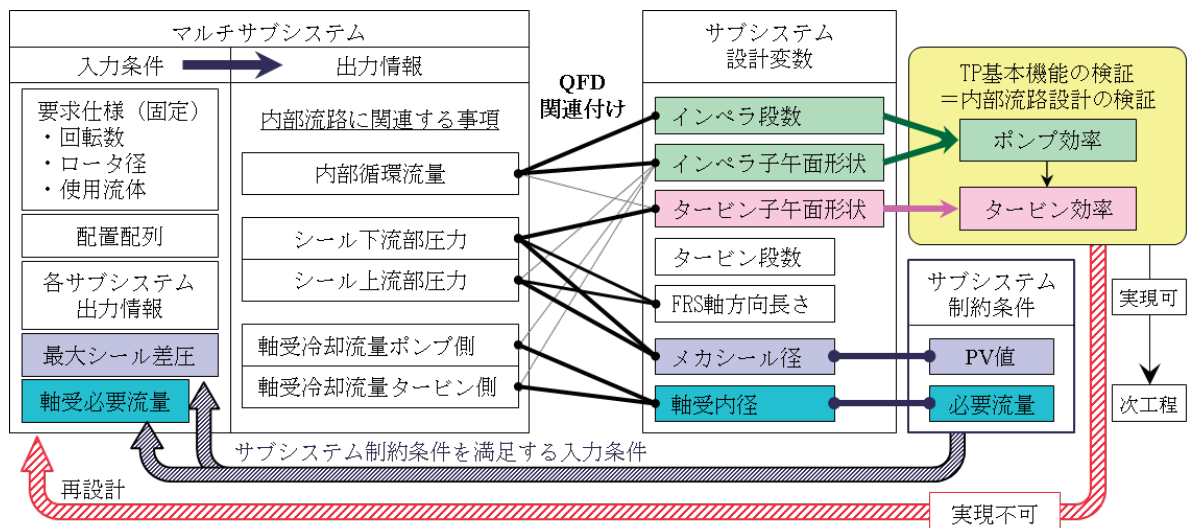 マルチサブシステム
入力条件
出力情報
要求仕様（固定）
・回転数
・ロータ径
・使用流体
配置配列
各サブシステム
出力情報
最大シール差圧
軸受必要流量
内部流路に関連する事項
内部循環流量
シール下流部圧力
シール上流部圧力
軸受冷却流量ポンプ側
軸受冷却流量タービン側
QFD
関連付け
サブシステム
設計変数
インペラ段数
インペラ子午面形状
タービン子午面形状
タービン段数
FRS軸方向長さ
メカシール径
軸受内径
TP基本機能の検証
＝内部流路設計の検証
ポンプ効率
タービン効率
サブシステム
制約条件
PV値
必要流量
実現可
次工程
サブシステム制約条件を満足する入力条件
再設計
実現不可